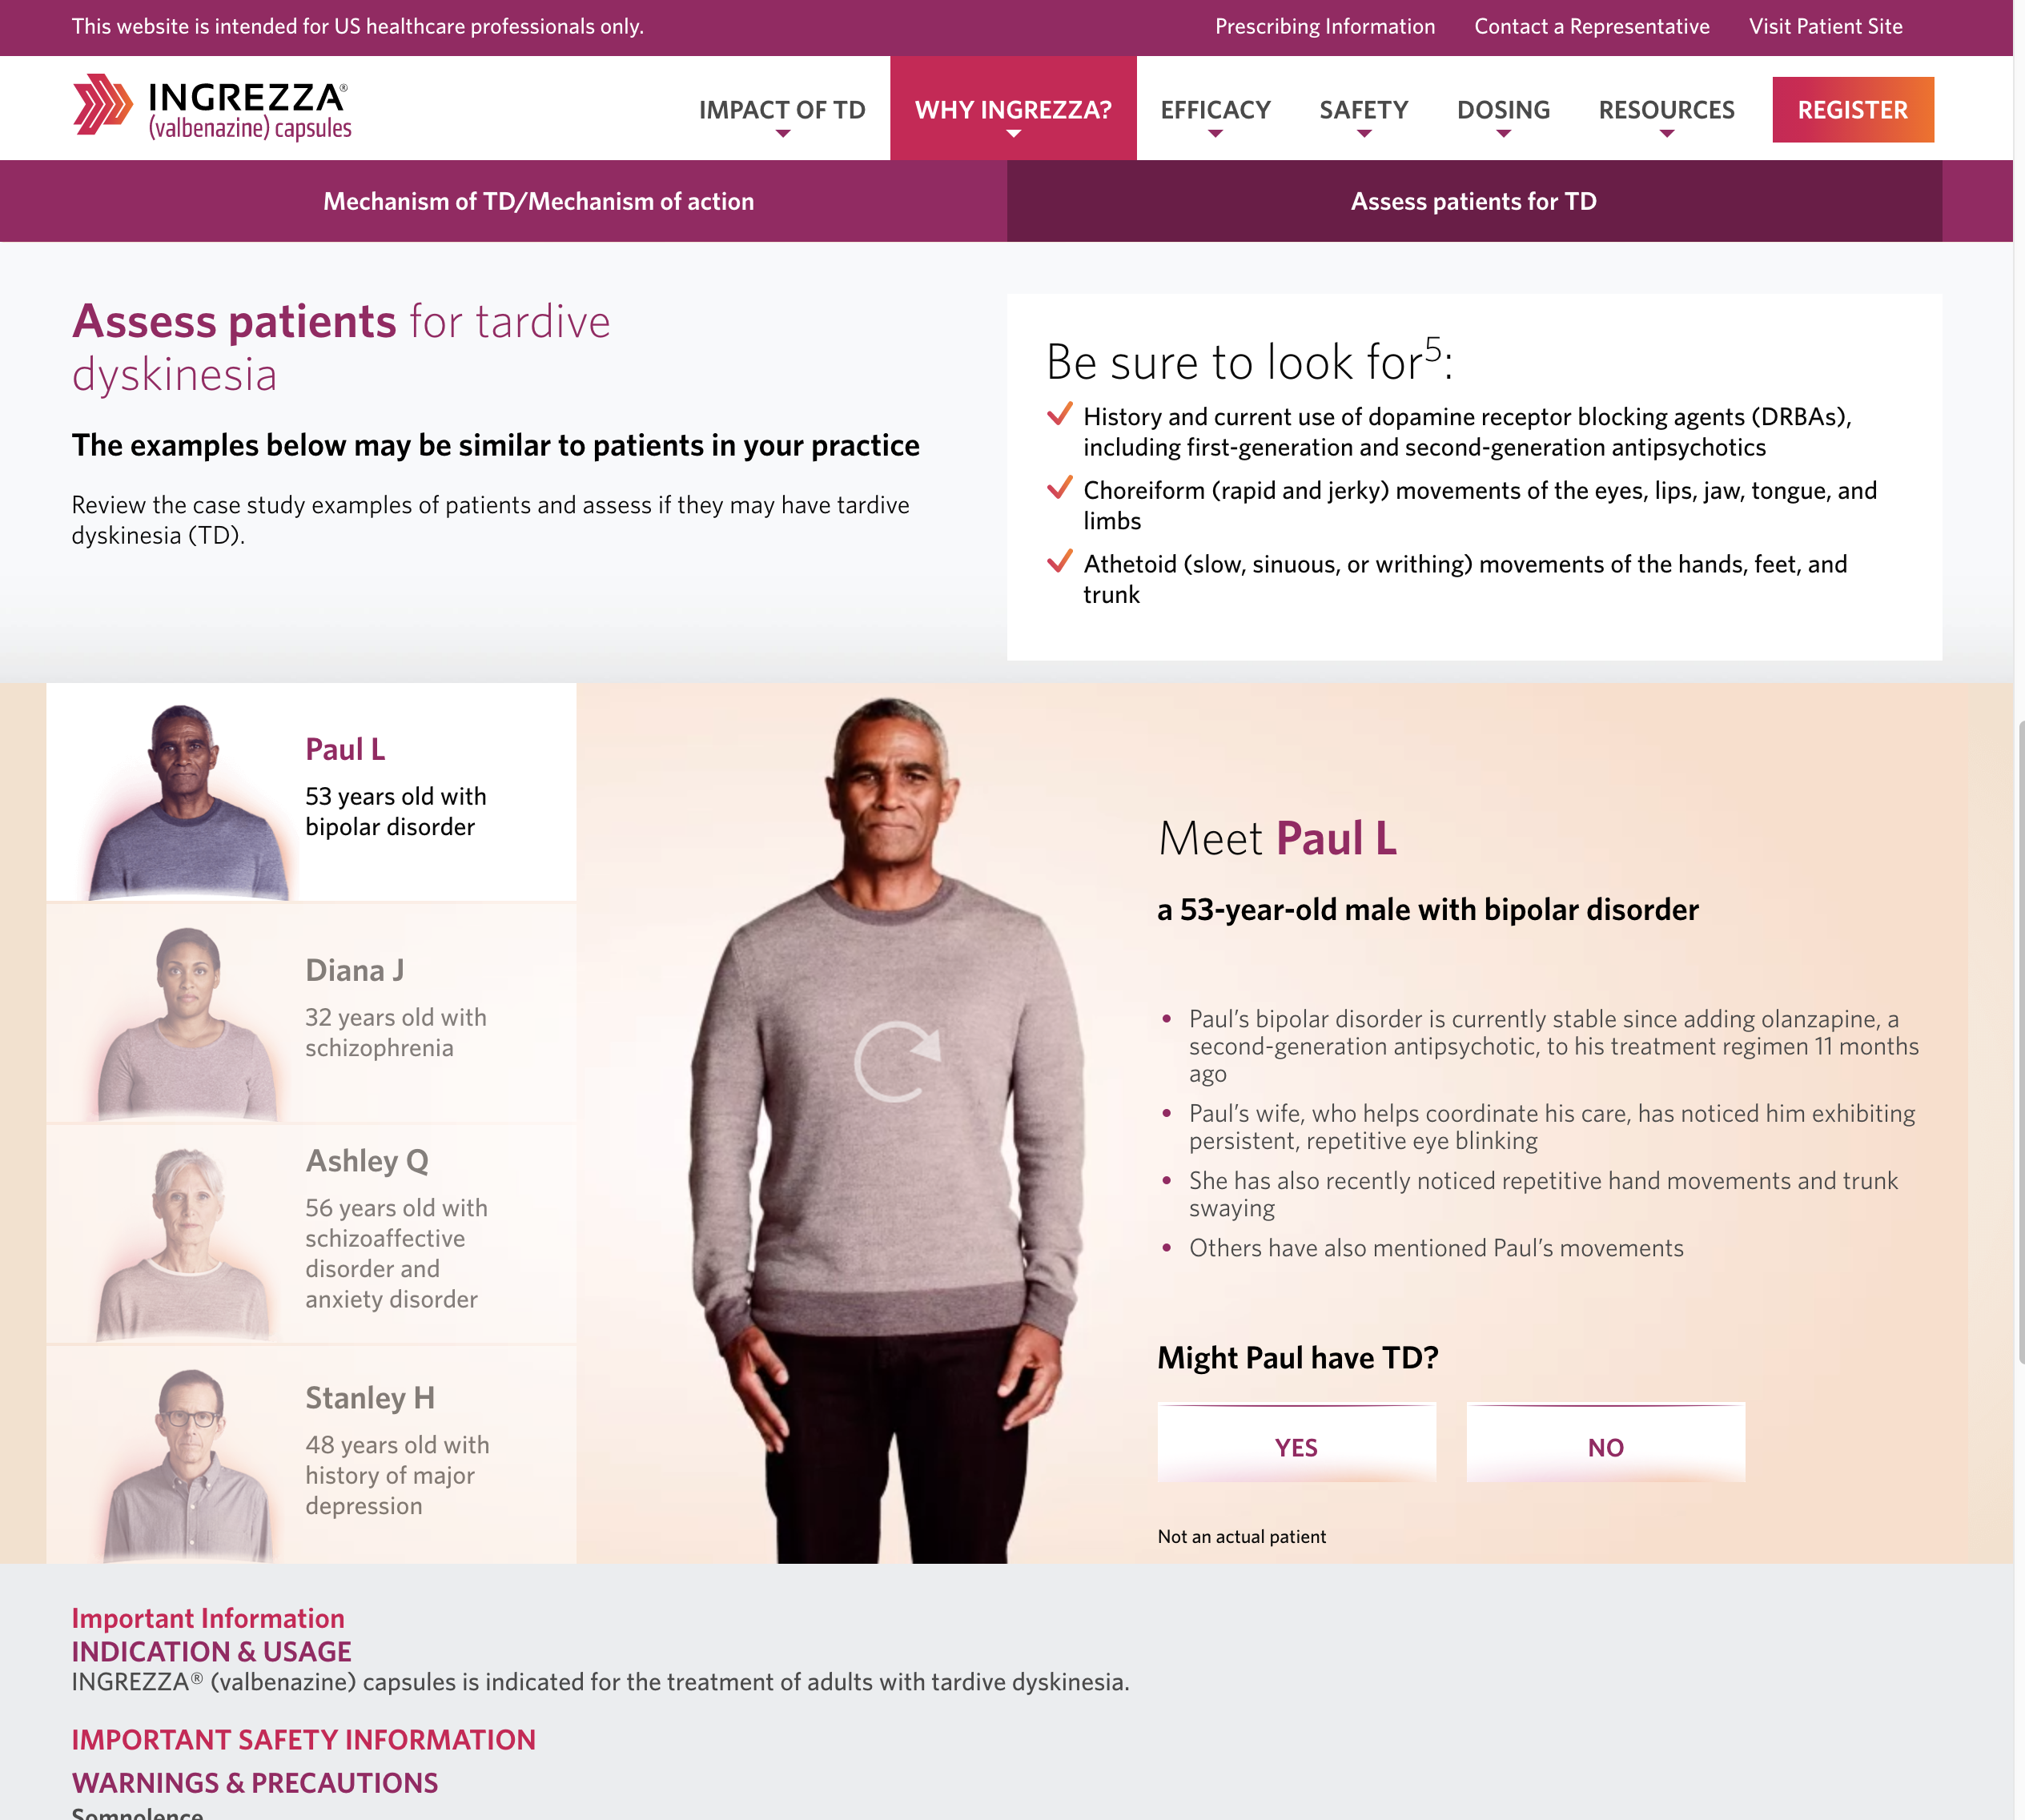 This website is intended for US healthcare professionals only.
Prescribing Information
Contact a Representative
Visit Patient Site
INGREZZA®
(valbenazine) capsules
IMPACT OF TD
WHY INGREZZA?
EFFICACY
SAFETY
DOSING
RESOURCES
REGISTER
Mechanism of TD/Mechanism of action
Assess patients for TD
Assess patients for tardive
dyskinesia
The examples below may be similar to patients in your practice
Review the case study examples of patients and assess if they may have tardive
dyskinesia (TD).
Be sure to look for5:
History and current use of dopamine receptor blocking agents (DRBAs),
including first-generation and second-generation antipsychotics
Choreiform (rapid and jerky) movements of the eyes, lips, jaw, tongue, and
limbs
Athetoid (slow, sinuous, or writhing) movements of the hands, feet, and
trunk
Paul L
53 years old with
bipolar disorder
Diana J
32 years old with
schizophrenia
Ashley Q
56 years old with
schizoaffective
disorder and
anxiety disorder
Stanley H
48 years old with
history of major
depression
Meet Paul L
a 53-year-old male with bipolar disorder
• Paul's bipolar disorder is currently stable since adding olanzapine, a
second-generation antipsychotic, to his treatment regimen 11 months
ago
• Paul's wife, who helps coordinate his care, has noticed him exhibiting
persistent, repetitive eye blinking
• She has also recently noticed repetitive hand movements and trunk
swaying
• Others have also mentioned Paul's movements
Might Paul have TD?
YES
NO
Not an actual patient
Important Information
INDICATION & USAGE
INGREZZA® (valbenazine) capsules is indicated for the treatment of adults with tardive dyskinesia.
IMPORTANT SAFETY INFORMATION
WARNINGS & PRECAUTIONS
Somnolence